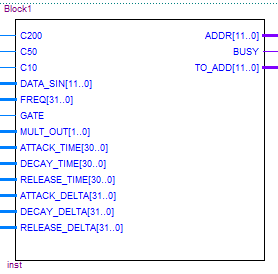 Block1
C200 ADDR[11..0]
C50 BUSY
C10 TO_ADD[11..0]
DATA_SIN[11..0]
FREQ[31..0]
GATE
MULT_OUT[1..0]
ATTACK_TIME[30..0]
DECAY_TIME[30..0]
RELEASE_TIME[30..0]
ATTACK_DELTA[31..0]
DECAY_DELTA[31..0]
RELEASE_DELTA[31..0]
inst